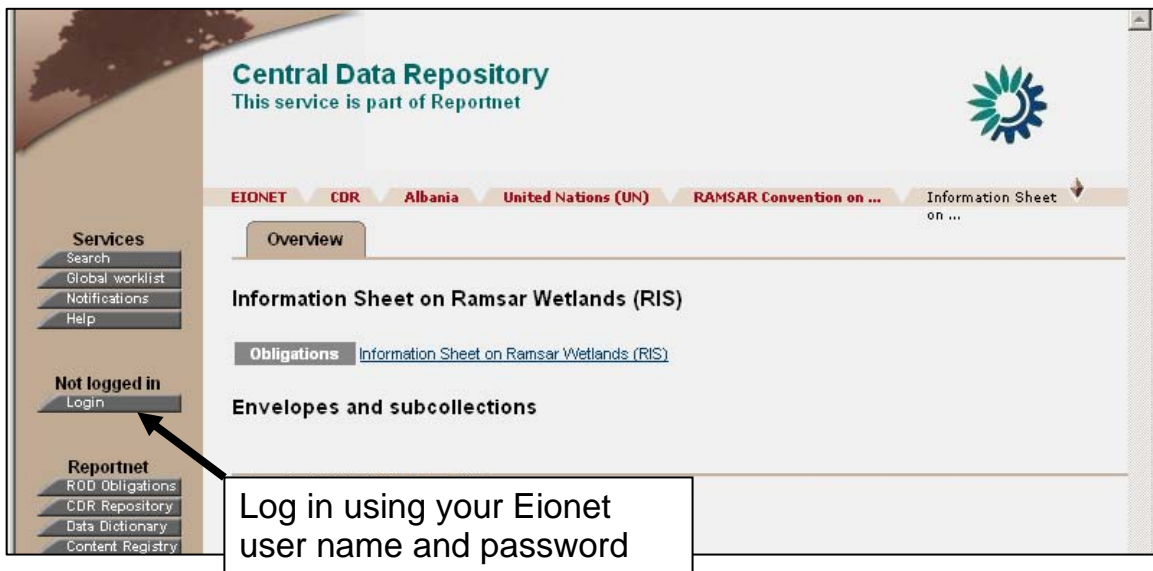 Central Data Repository
This service is part of Reportnet
EIONET CDR Albania United Nations (UN) RAMSAR Convention on ... Information Sheet
on ...
Overview
Services
Search
Global worklist
Notifications
Help
Not logged in
Login
Reportnet
ROD Obligations
CDR Repository
Data Dictionary
Content Registry
Information Sheet on Ramsar Wetlands (RIS)
Obligations Information Sheet on Ramsar Wetlands (RIS)
Envelopes and subcollections
Log in using your Eionet
user name and password